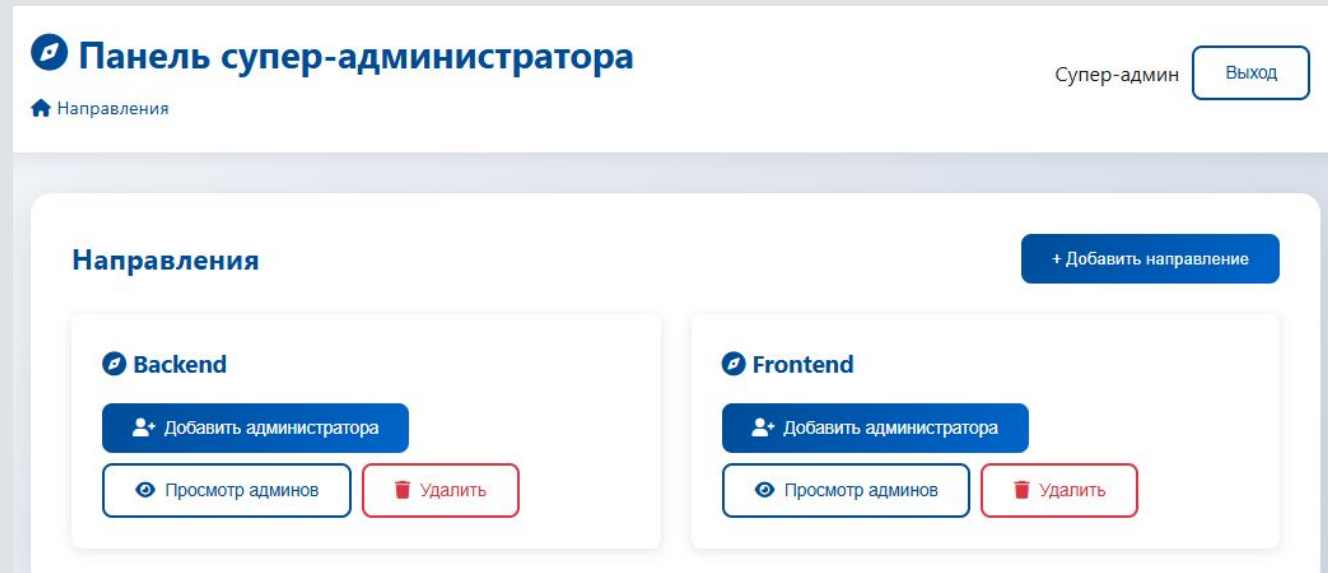 Панель супер-администратора
Супер-админ
Выход
Направления
Направления
+ Добавить направление
Backend
Frontend
Добавить администратора
Добавить администратора
Просмотр админов
Удалить
Просмотр админов
Удалить